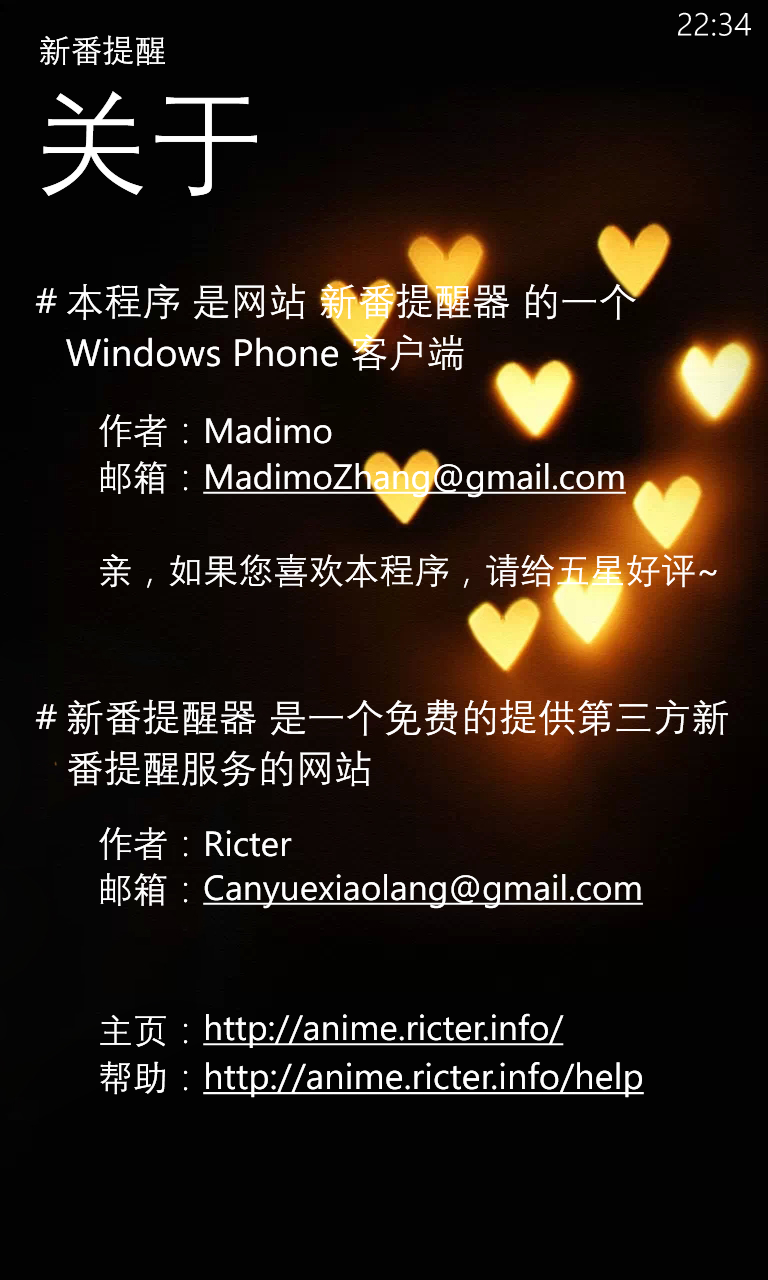 22:34
新番提醒
关于
# 本程序 是网站 新番提醒器 的一个
Windows Phone 客户端
作者：Madimo
邮箱：MadimoZhang@gmail.com
亲，如果您喜欢本程序，请给五星好评~
# 新番提醒器 是一个免费的提供第三方新
番提醒服务的网站
作者：Ricter
邮箱：Canyuexiaolang@gmail.com
主页：http://anime.ricter.info/
帮助：http://anime.ricter.info/help